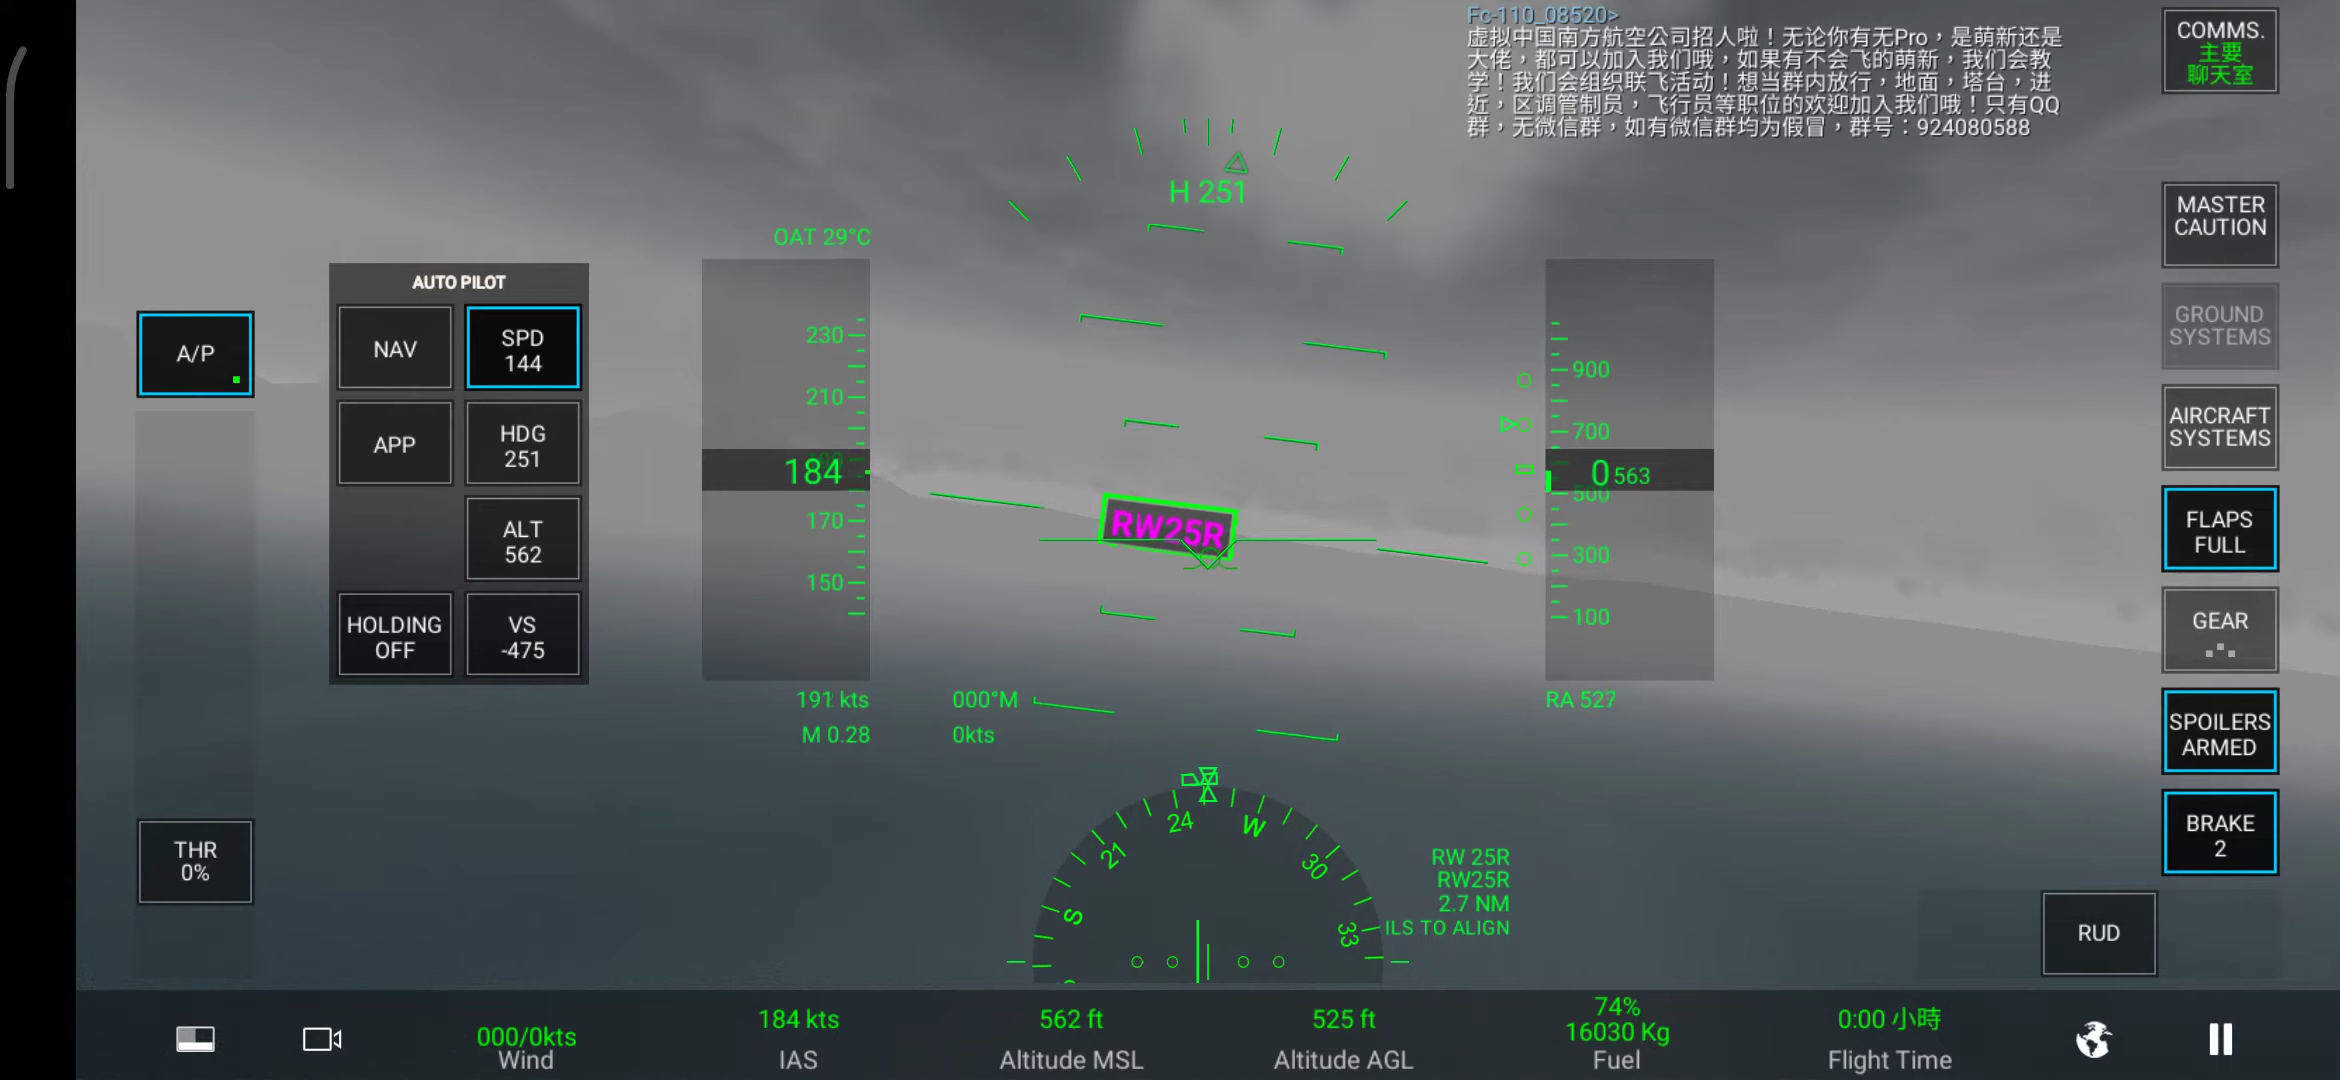 Fc-110_08520>
虚拟中国南方航空公司招人啦！无论你有无Pro，是萌新还是
大佬，都可以加入我们哦，如果有不会飞的萌新，我们会教
学！我们会组织联飞活动！想当群内放行，地面，塔台，进
近，区调管制员，飞行员等职位的欢迎加入我们哦！只有QQ
群，无微信群，如有微信群均为假冒，群号：924080588
COMMS.
主要
聊天室
MASTER
CAUTION
GROUND
SYSTEMS
AIRCRAFT
SYSTEMS
FLAPS
FULL
GEAR
SPOILERS
ARMED
BRAKE
2
RUD
A/P
THR
0%
AUTO PILOT
NAV
SPD
144
APP
HDG
251
ALT
562
HOLDING
OFF
VS
-475
OAT 29°C
230
210
190
184
170
150
191 kts
M 0.28
000°M
0kts
H 251
RW25R
900
700
0 563
500
300
100
RA 527
S
21
24
W
30
33
RW 25R
RW25R
2.7 NM
ILS TO ALIGN
000/0kts
Wind
184 kts
IAS
562 ft
Altitude MSL
525 ft
Altitude AGL
74%
16030 Kg
Fuel
0:00 小時
Flight Time